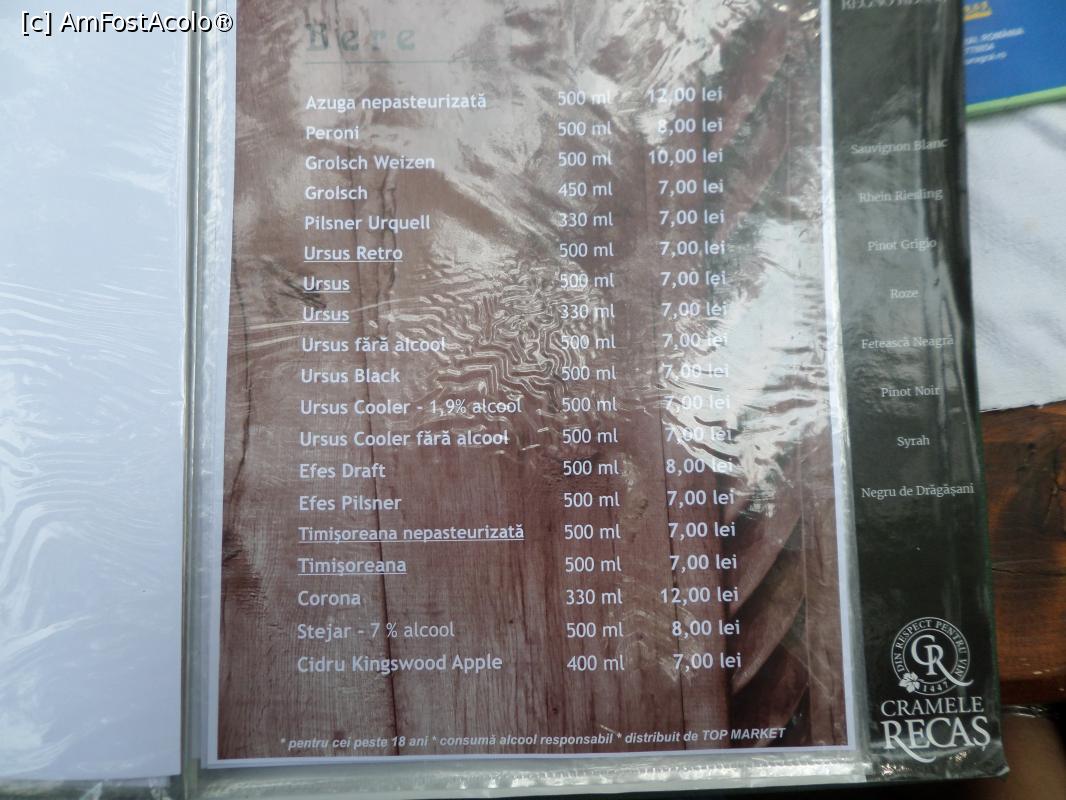 [c] AmFostAcolo®
Bere
Azuga nepasteurizată 500 ml 12,00 lei
Peroni 500 ml 8,00 lei
Grolsch Weizen 500 ml 10,00 lei
Grolsch 450 ml 7,00 lei
Pilsner Urquell 330 ml 7,00 lei
Ursus Retro 500 ml 7,00 lei
Ursus 500 ml 7,00 lei
Ursus 330 ml 7,00 lei
Ursus fără alcool 500 ml 7,00 lei
Ursus Black 500 ml 7,00 lei
Ursus Cooler - 1,9% alcool 500 ml 7,00 lei
Ursus Cooler fără alcool 500 ml 7,00 lei
Efes Draft 500 ml 8,00 lei
Efes Pilsner 500 ml 7,00 lei
Timişoreana nepasteurizată 500 ml 7,00 lei
Timişoreana 500 ml 7,00 lei
Corona 330 ml 12,00 lei
Stejar - 7 % alcool 500 ml 8,00 lei
Cidru Kingswood Apple 400 ml 7,00 lei
* pentru cei peste 18 ani * consumă alcool responsabil * distribuit de TOP MARKET
Sauvignon Blanc
Rhein Riesling
Pinot Grigio
Roze
Fetească Neagră
Pinot Noir
Syrah
Negru de Drăgăşani
DIN RESPECT PENTRU VIN
CR
1447
CRAMELE
RECAŞ
ROMÂNIA